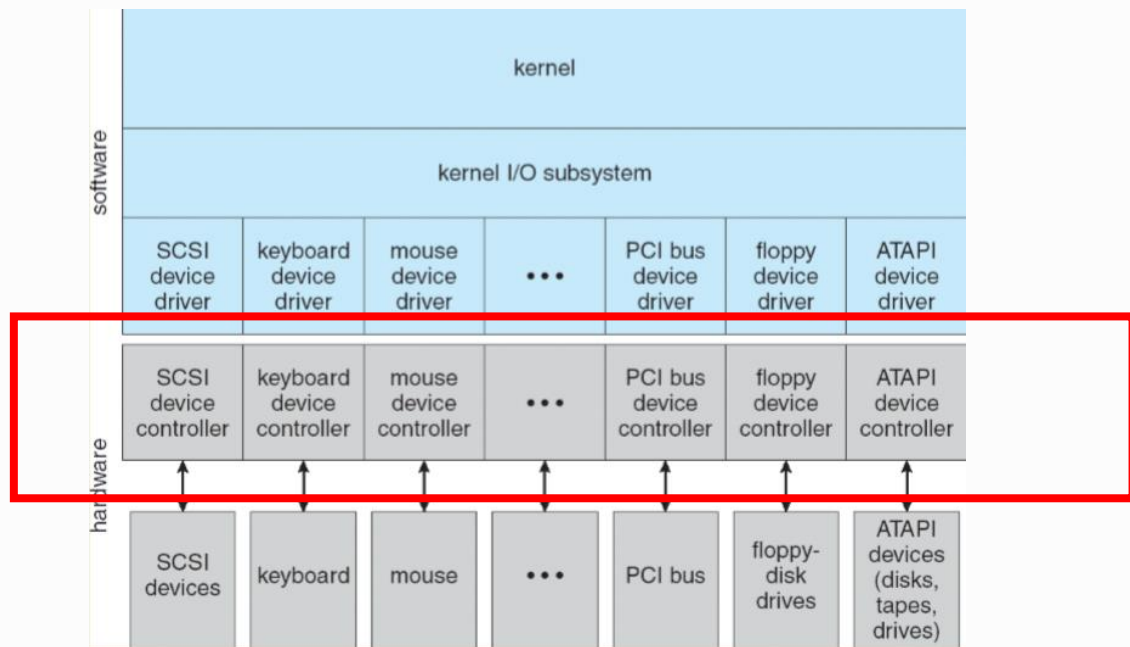 kernel
kernel I/O subsystem
software
SCSI
device
driver
keyboard
device
driver
mouse
device
driver
•••
PCI bus
device
driver
floppy
device
driver
ATAPI
device
driver
SCSI
device
controller
keyboard
device
controller
mouse
device
controller
•••
PCI bus
device
controller
floppy
device
controller
ATAPI
device
controller
hardware
SCSI
devices
keyboard
mouse
•••
PCI bus
floppy-
disk
drives
ATAPI
devices
(disks,
tapes,
drives)